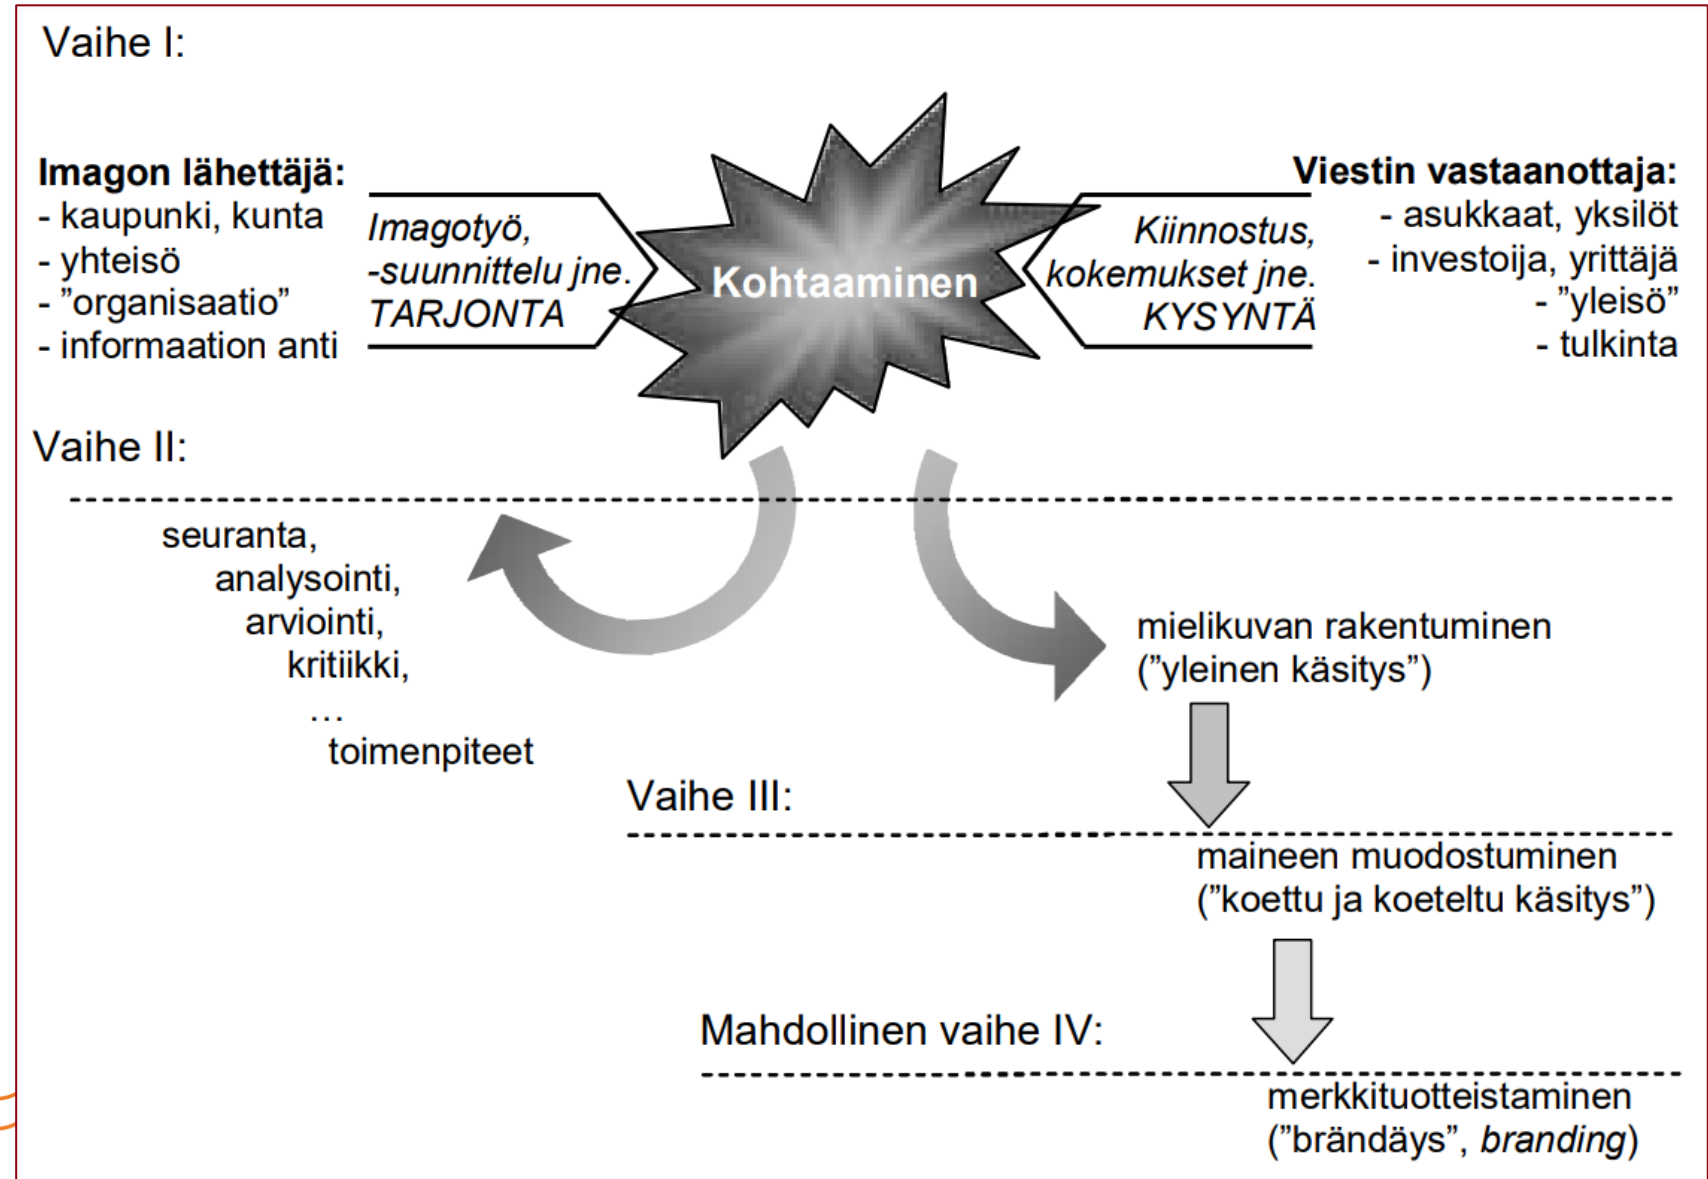 Vaihe I:
Imagon lähettäjä:
- kaupunki, kunta
- yhteisö
- ”organisaatio”
- informaation anti
Imagotyö,
-suunnittelu jne.
TARJONTA
Kohtaaminen
Kiinnostus,
kokemukset jne.
KYSYNTÄ
Viestin vastaanottaja:
- asukkaat, yksilöt
- investoija, yrittäjä
- ”yleisö”
- tulkinta
Vaihe II:
seuranta,
analysointi,
arviointi,
kritiikki,
…
toimenpiteet
mielikuvan rakentuminen
(”yleinen käsitys”)
Vaihe III:
maineen muodostuminen
(”koettu ja koeteltu käsitys”)
Mahdollinen vaihe IV:
merkkituotteistaminen
(”brändäys”, branding)